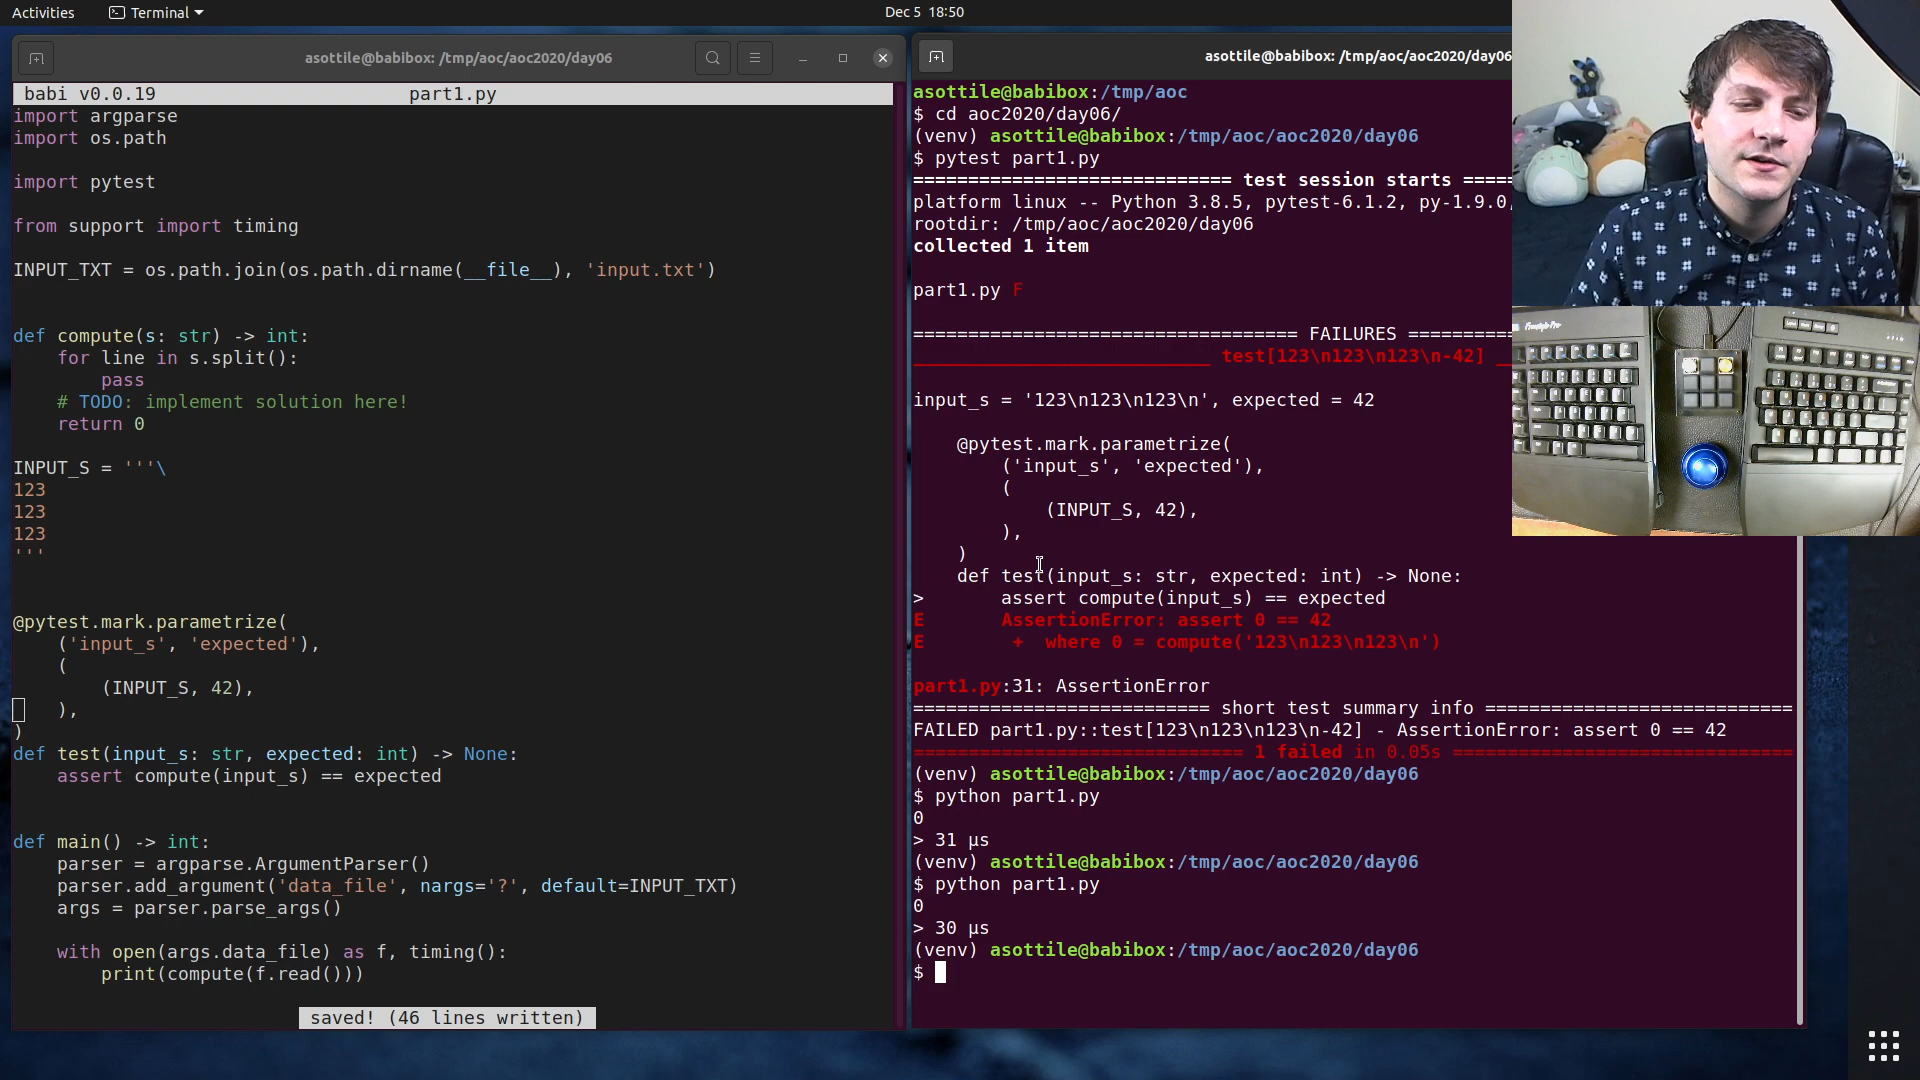 Activities
Terminal
Dec 5 18:50
asottile@babibox: /tmp/aoc/aoc2020/day06
babi v0.0.19 part1.py
import argparse
import os.path
import pytest
from support import timing
INPUT_TXT = os.path.join(os.path.dirname(__file__), 'input.txt')
def compute(s: str) -> int:
    for line in s.split():
        pass
    # TODO: implement solution here!
    return 0
INPUT_S = '''\
123
123
123
'''
@pytest.mark.parametrize(
    ('input_s', 'expected'),
    (
        (INPUT_S, 42),
    ),
)
def test(input_s: str, expected: int) -> None:
    assert compute(input_s) == expected
def main() -> int:
    parser = argparse.ArgumentParser()
    parser.add_argument('data_file', nargs='?', default=INPUT_TXT)
    args = parser.parse_args()
    with open(args.data_file) as f, timing():
        print(compute(f.read()))
saved! (46 lines written)
asottile@babibox: /tmp/aoc/aoc2020/day06
asottile@babibox:/tmp/aoc
$ cd aoc2020/day06/
(venv) asottile@babibox:/tmp/aoc/aoc2020/day06
$ pytest part1.py
============================= test session starts =====
platform linux -- Python 3.8.5, pytest-6.1.2, py-1.9.0,
rootdir: /tmp/aoc/aoc2020/day06
collected 1 item
part1.py F
=================================== FAILURES ==========
___________________________ test[123\n123\n123\n-42] __
input_s = '123\n123\n123\n', expected = 42
    @pytest.mark.parametrize(
        ('input_s', 'expected'),
        (
            (INPUT_S, 42),
        ),
    )
    def test(input_s: str, expected: int) -> None:
>       assert compute(input_s) == expected
E       AssertionError: assert 0 == 42
E        +  where 0 = compute('123\n123\n123\n')
part1.py:31: AssertionError
=========================== short test summary info ============================
FAILED part1.py::test[123\n123\n123\n-42] - AssertionError: assert 0 == 42
============================== 1 failed in 0.05s ===============================
(venv) asottile@babibox:/tmp/aoc/aoc2020/day06
$ python part1.py
0
> 31 μs
(venv) asottile@babibox:/tmp/aoc/aoc2020/day06
$ python part1.py
0
> 30 μs
(venv) asottile@babibox:/tmp/aoc/aoc2020/day06
$
Freestyle Pro